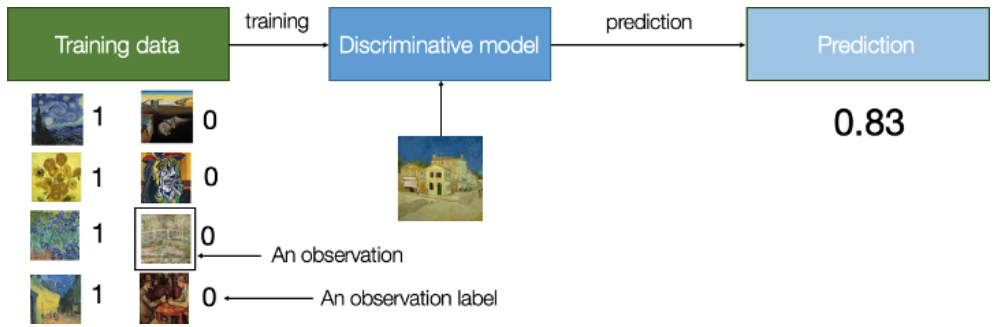 training
prediction
Training data
Discriminative model
Prediction
1
0
0.83
1
0
1
0
An observation
1
0
An observation label